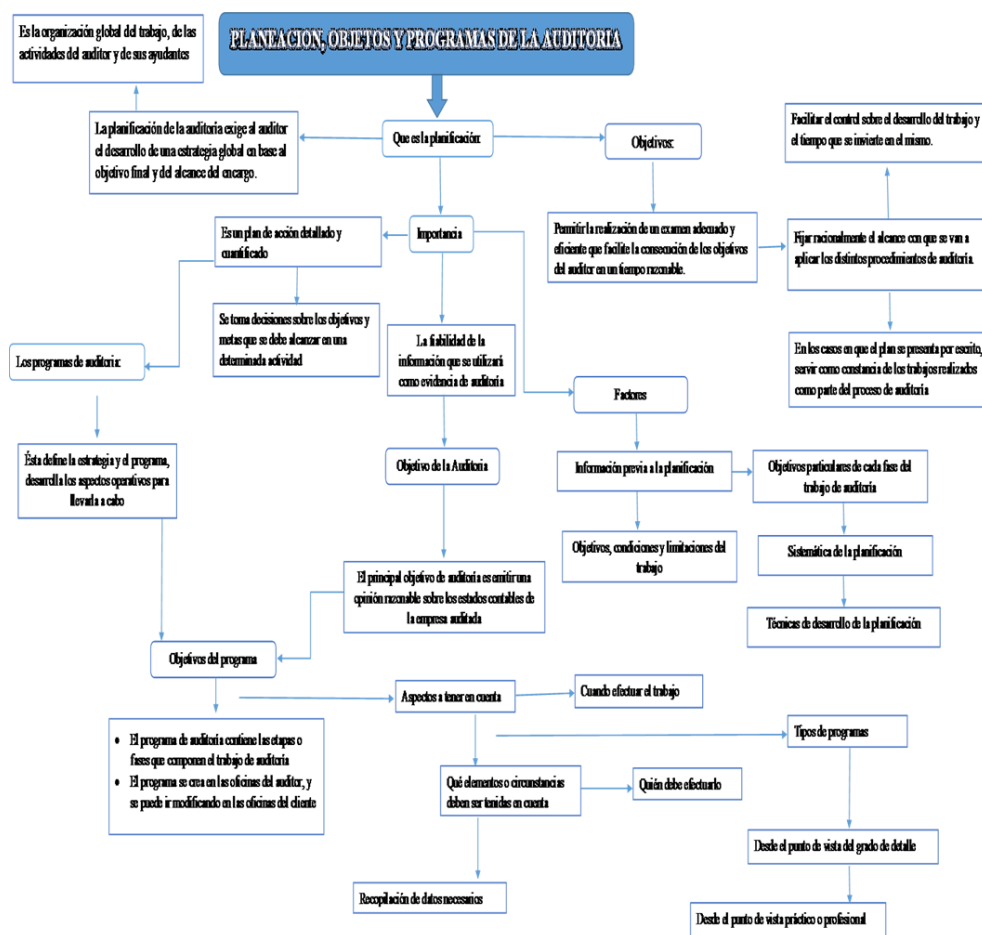 PLANEACION, OBJETOS Y PROGRAMAS DE LA AUDITORIA
Es la organización global del trabajo, de las
actividades del auditor y de sus ayudantes
La planificación de la auditoria exige al auditor
el desarrollo de una estrategia global en base al
objetivo final y del alcance del encargo.
Que es la planificación:
Objetivos:
Facilitar el control sobre el desarrollo del trabajo y
el tiempo que se invierte en el mismo.
Es un plan de acción detallado y
cuantificado
Importancia
Permitir la realización de un examen adecuado y
eficiente que facilite la consecución de los objetivos
del auditor en un tiempo razonable.
Fijar racionalmente el alcance con que se van a
aplicar los distintos procedimientos de auditoría
Se toma decisiones sobre los objetivos y
metas que se debe alcanzar en una
determinada actividad
La fiabilidad de la
información que se utilizará
como evidencia de auditoría
En los casos en que el plan se presenta por escrito,
servir como constancia de los trabajos realizados
como parte del proceso de auditoría
Los programas de auditoria:
Factores
Ésta define la estrategia y el programa,
desarrolla los aspectos operativos para
llevarla a cabo
Objetivo de la Auditoria
Información previa a la planificación
Objetivos particulares de cada fase del
trabajo de auditoría
Objetivos, condiciones y limitaciones del
trabajo
Sistemática de la planificación
El principal objetivo de auditoría es emitir una
opinión razonable sobre los estados contables de
la empresa auditada
Técnicas de desarrollo de la planificación
Objetivos del programa
Aspectos a tener en cuenta
Cuando efectuar el trabajo
• El programa de auditoría contiene las etapas o
fases que componen el trabajo de auditoría
• El programa se crea en las oficinas del auditor, y
se puede ir modificando en las oficinas del cliente
Tipos de programas
Qué elementos o circunstancias
deben ser tenidas en cuenta
Quién debe efectuarlo
Desde el punto de vista del grado de detalle
Recopilación de datos necesarios
Desde el punto de vista práctico o profesional